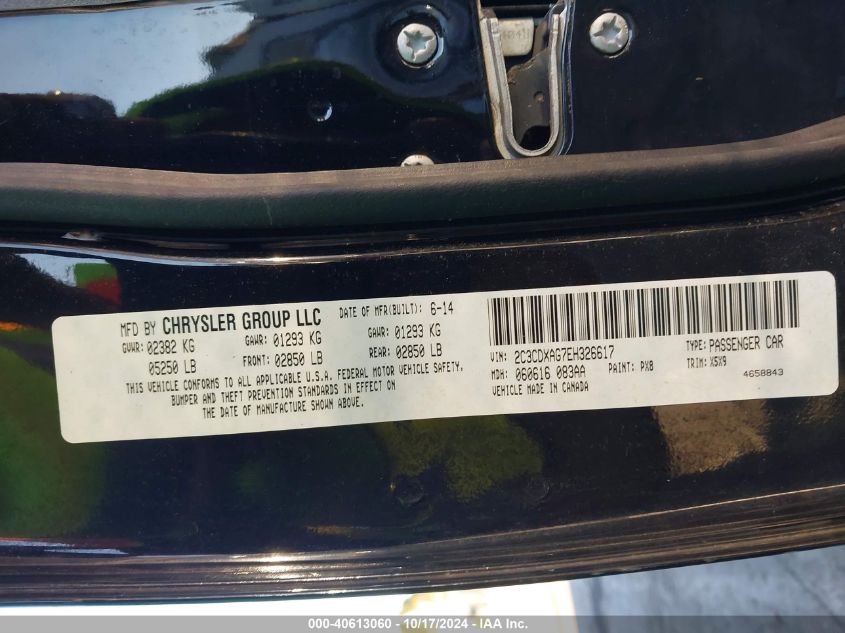 MFD BY CHRYSLER GROUP LLC DATE OF MFR(BUILT): 6-14
GVWR: 02382 KG GAWR: 01293 KG GAWR: 01293 KG
05250 LB FRONT: 02850 LB REAR: 02850 LB
THIS VEHICLE CONFORMS TO ALL APPLICABLE U.S.A. FEDERAL MOTOR VEHICLE SAFETY,
BUMPER AND THEFT PREVENTION STANDARDS IN EFFECT ON
THE DATE OF MANUFACTURE SHOWN ABOVE.
VIN: 2C3CDXAG7EH326617 TYPE: PASSENGER CAR
MDH: 060616 083AA PAINT: PX8 TRIM: X5X9
VEHICLE MADE IN CANADA 4658843
000-40613060 - 10/17/2024 - IAA Inc.